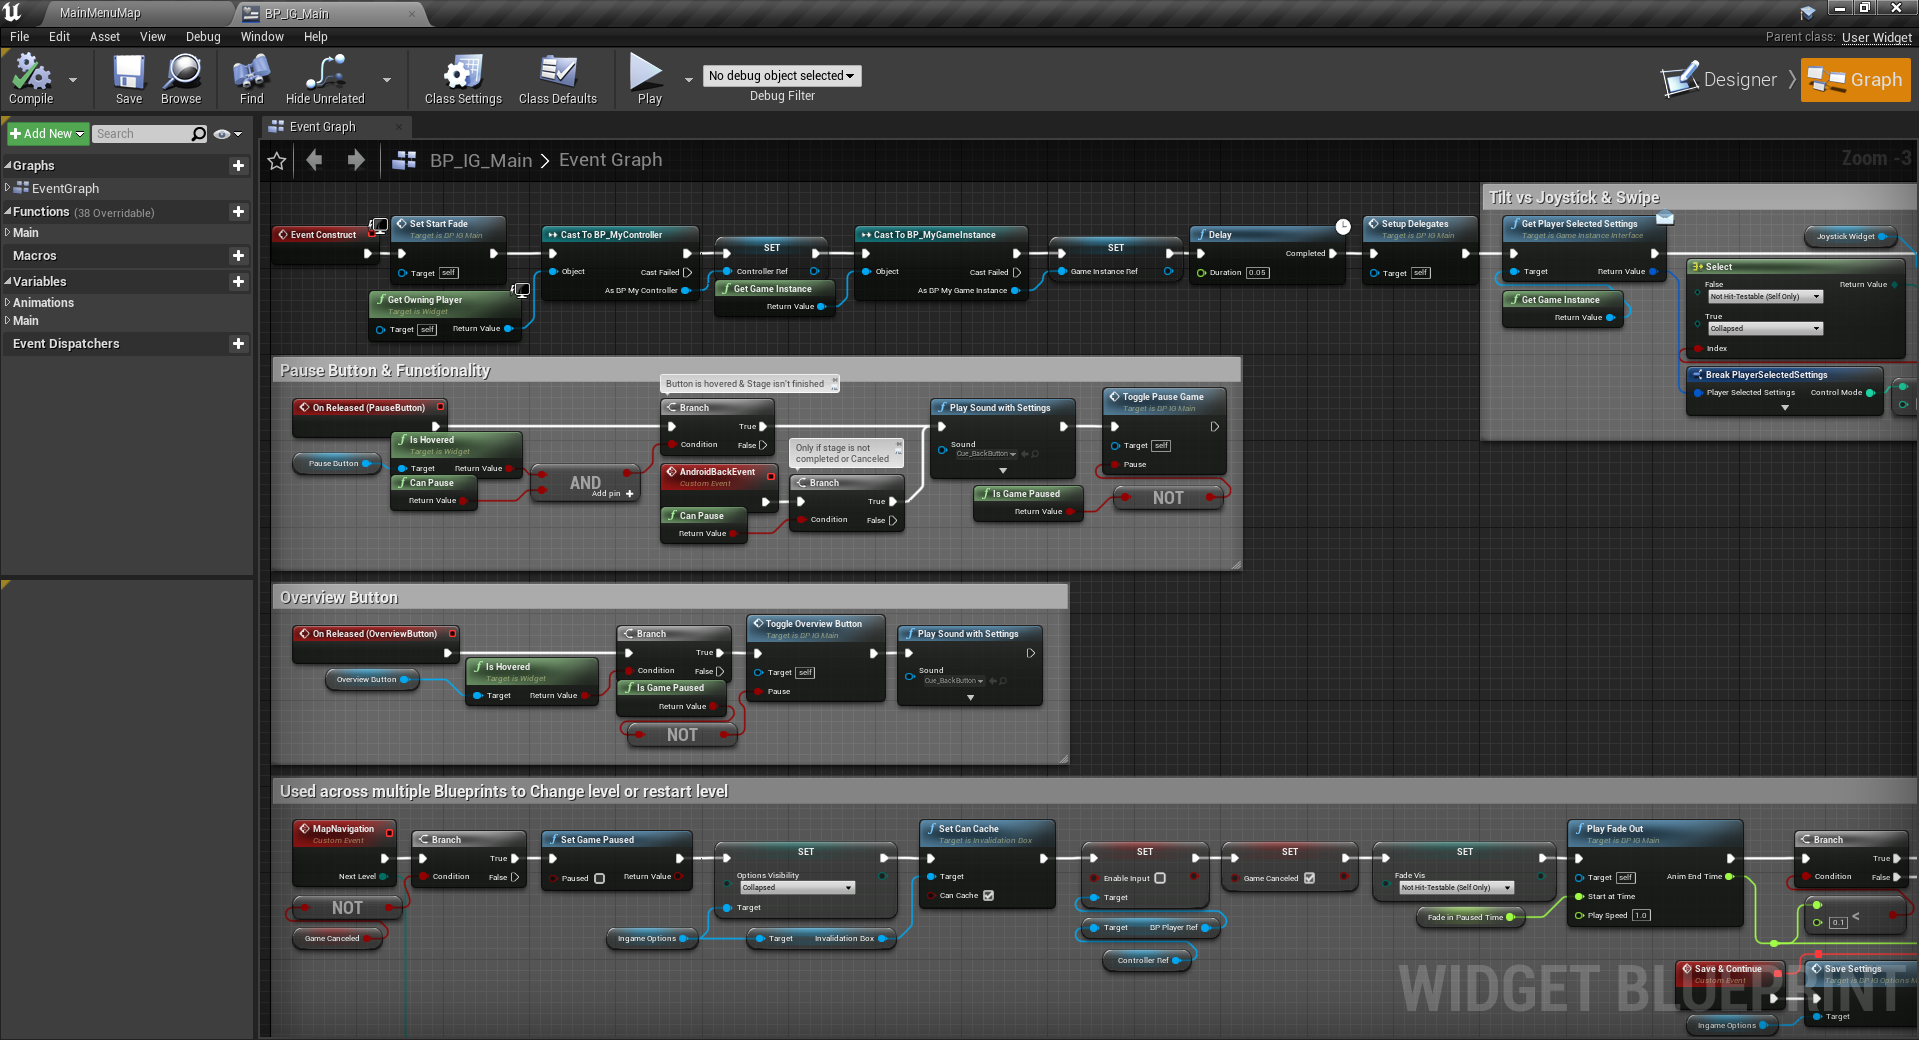 MainMenuMap
BP_IG_Main
File Edit Asset View Debug Window Help
Parent class: User Widget
Compile
Save
Browse
Find
Hide Unrelated
Class Settings
Class Defaults
Play
No debug object selected
Debug Filter
Designer
Graph
Add New
Search
Graphs
EventGraph
Functions (38 Overridable)
Main
Macros
Variables
Animations
Main
Event Dispatchers
Event Graph
BP_IG_Main > Event Graph
Zoom -3
Event Construct
Set Start Fade
Target is BP IG Main
Target self
Get Owning Player
Target is Widget
Target self
Return Value
Cast To BP_MyController
Object
Cast Failed
As BP My Controller
SET
Controller Ref
Get Game Instance
Return Value
Cast To BP_MyGameInstance
Object
Cast Failed
As BP My Game Instance
SET
Game Instance Ref
Delay
Completed
Duration 0.05
Setup Delegates
Target is BP IG Main
Target self
Tilt vs Joystick & Swipe
Get Player Selected Settings
Target is Game Instance Interface
Target
Return Value
Get Game Instance
Return Value
Joystick Widget
Select
False
Return Value
Not Hit-Testable (Self Only)
True
Collapsed
Index
Break PlayerSelectedSettings
Player Selected Settings
Control Mode
Pause Button & Functionality
On Released (PauseButton)
Pause Button
Is Hovered
Target is Widget
Target
Return Value
Can Pause
Return Value
AND
Add pin +
Button is hovered & Stage isn't finished
Branch
True
Condition
False
AndroidBackEvent
Custom Event
Can Pause
Return Value
Only if stage is not
completed or Canceled
Branch
True
Condition
False
Play Sound with Settings
Sound
Cue_BackButton
Is Game Paused
Return Value
Toggle Pause Game
Target is BP IG Main
Target self
Pause
NOT
Overview Button
On Released (OverviewButton)
Overview Button
Is Hovered
Target is Widget
Target
Return Value
Branch
True
Condition
False
Is Game Paused
Return Value
NOT
Toggle Overview Button
Target is BP IG Main
Target self
Pause
Play Sound with Settings
Sound
Cue_BackButton
Used across multiple Blueprints to Change level or restart level
MapNavigation
Custom Event
Next Level
NOT
Game Canceled
Branch
True
Condition
False
Set Game Paused
Paused
Return Value
SET
Options Visibility
Collapsed
Target
Ingame Options
Target
Invalidation Box
Set Can Cache
Target is Invalidation Box
Target
Can Cache
SET
Enable Input
Target
Target
BP Player Ref
Controller Ref
SET
Game Canceled
SET
Fade Vis
Not Hit-Testable (Self Only)
Fade in Paused Time
Play Fade Out
Target is BP IG Main
Target self
Anim End Time
Start at Time
Play Speed 1.0
Branch
True
Condition
False
0.1
<
Save & Continue
Custom Event
Save Settings
Target is BP IG Options M
Target
Ingame Options
WIDGET BLUEPRINT